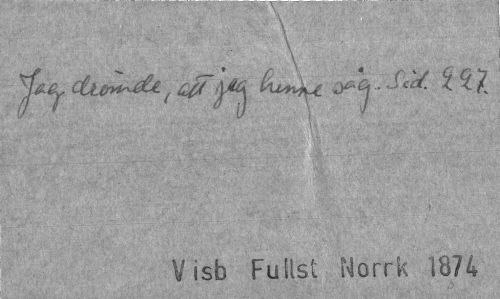 Jag drömde, att jag henne såg. Sid. 227.
Visb Fullst Norrk 1874